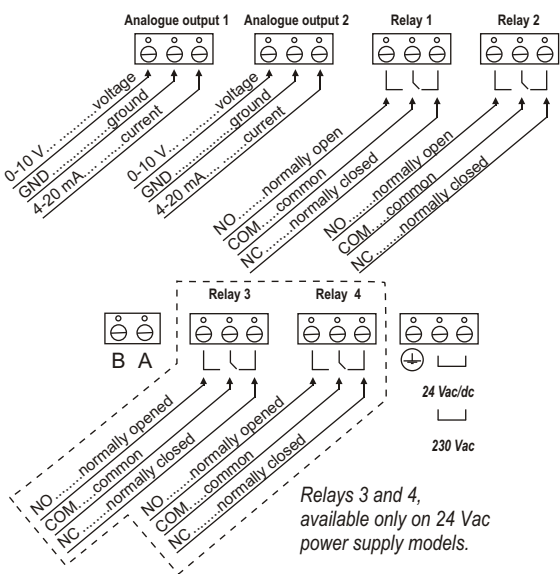 Analogue output 1
Analogue output 2
Relay 1
Relay 2
0-10 V..............voltage
GND..............ground
4-20 mA..............current
0-10 V..............voltage
GND..............ground
4-20 mA..............current
NO........normally open
COM......common
NC........normally closed
NO........normally open
COM......common
NC........normally closed
Relay 3
Relay 4
B A
24 Vac/dc
230 Vac
NO........normally opened
COM......common
NC........normally closed
NO........normally opened
COM......common
NC........normally closed
Relays 3 and 4,
available only on 24 Vac
power supply models.